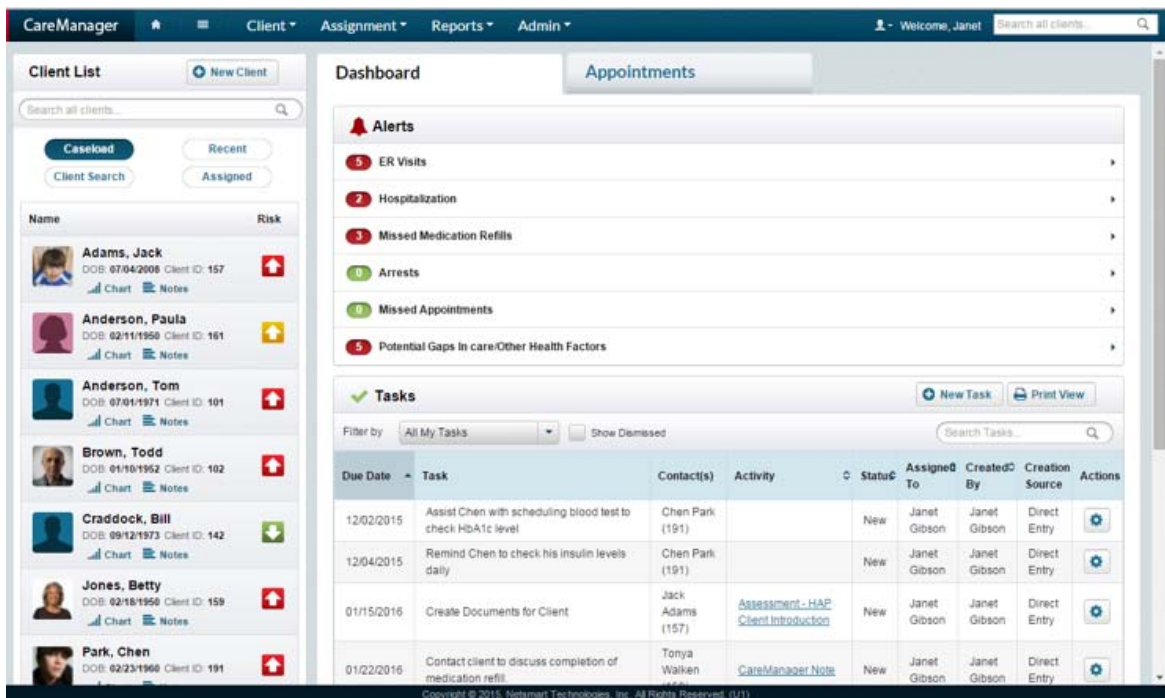 CareManager Client Assignment Reports Admin - Welcome, Janet Search all clients...
Client List New Client
Search all clients...
Caseload Recent
Client Search Assigned
Name Risk
Adams, Jack
DOB: 07/04/2008 Client ID: 157
Chart Notes
Anderson, Paula
DOB: 02/11/1950 Client ID: 161
Chart Notes
Anderson, Tom
DOB: 07/01/1971 Client ID: 101
Chart Notes
Brown, Todd
DOB: 01/10/1952 Client ID: 102
Chart Notes
Craddock, Bill
DOB: 09/12/1973 Client ID: 142
Chart Notes
Jones, Betty
DOB: 02/18/1950 Client ID: 159
Chart Notes
Park, Chen
DOB: 02/23/1960 Client ID: 191
Dashboard Appointments
Alerts
5 ER Visits
2 Hospitalization
3 Missed Medication Refills
0 Arrests
0 Missed Appointments
5 Potential Gaps In care/Other Health Factors
Tasks New Task Print View
Filter by All My Tasks Show Dismissed Search Tasks...
Due Date Task Contact(s) Activity Status Assigned To Created By Creation Source Actions
12/02/2015 Assist Chen with scheduling blood test to check HbA1c level Chen Park (191) New Janet Gibson Janet Gibson Direct Entry
12/04/2015 Remind Chen to check his insulin levels daily Chen Park (191) New Janet Gibson Janet Gibson Direct Entry
01/15/2016 Create Documents for Client Jack Adams (157) Assessment - HAP Client Introduction New Janet Gibson Janet Gibson Direct Entry
01/22/2016 Contact client to discuss completion of medication refill. Tonya Walken CareManager Note New Janet Gibson Janet Gibson Direct Entry
Copyright © 2015, Netsmart Technologies, Inc. All Rights Reserved. (U1)